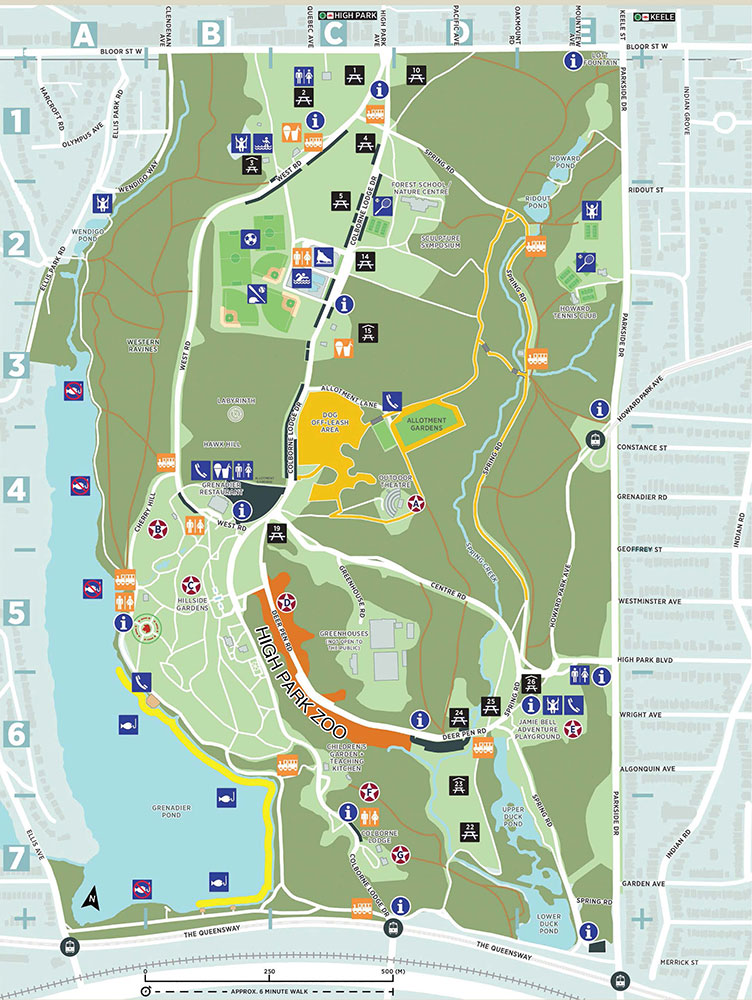 HIGH PARK
KEELE
CLENDENAN
AVE
QUEBEC AVE
HIGH PARK
AVE
PACIFIC AVE
OAKMOUNT
RD
MOUNTVIEW
AVE
KEELE ST
A
B
C
D
E
BLOOR ST W
BLOOR ST W
LOTT
FOUNTAIN
1
10
2
HARCROFT RD
ELLIS PARK RD
OLYMPUS AVE
PARKSIDE DR
INDIAN GROVE
1
4
WEST RD
SPRING RD
HOWARD
POND
WENDIGO WAY
FOREST SCHOOL/
NATURE CENTRE
5
COLBORNE LODGE DR
RIDOUT
POND
RIDOUT ST
WENDIGO
POND
2
ELLIS PARK RD
SCULPTURE
SYMPOSIUM
14
SPRING RD
HOWARD
TENNIS CLUB
15
PARKSIDE DR
WESTERN
RAVINES
WEST RD
3
HOWARD PARK AVE
LABYRINTH
ALLOTMENT LANE
DOG
OFF-LEASH
AREA
ALLOTMENT
GARDENS
HAWK HILL
COLBORNE LODGE DR
CONSTANCE ST
SPRING RD
GRENADIER
RESTAURANT
OUTDOOR
THEATRE
4
CHERRY HILL
GRENADIER RD
A
B
WEST RD
19
INDIAN RD
SPRING CREEK
GEOFFREY ST
C
HILLSIDE
GARDENS
D
GREENHOUSE RD
CENTRE RD
HOWARD PARK AVE
WESTMINSTER AVE
5
DEER PEN RD
GREENHOUSES
(NOT OPEN TO
THE PUBLIC)
HIGH PARK ZOO
HIGH PARK BLVD
26
SPRING RD
25
24
WRIGHT AVE
6
JAMIE BELL
ADVENTURE
PLAYGROUND
E
DEER PEN RD
CHILDREN'S
GARDEN +
TEACHING
KITCHEN
ALGONQUIN AVE
23
F
GRENADIER
POND
UPPER
DUCK
POND
SPRING RD
PARKSIDE DR
22
COLBORNE
LODGE
ELLIS AVE
7
G
INDIAN RD
COLBORNE LODGE DR
GARDEN AVE
SPRING RD
N
LOWER
DUCK
POND
THE QUEENSWAY
THE QUEENSWAY
MERRICK ST
0
250
500 (M)
APPROX. 6 MINUTE WALK